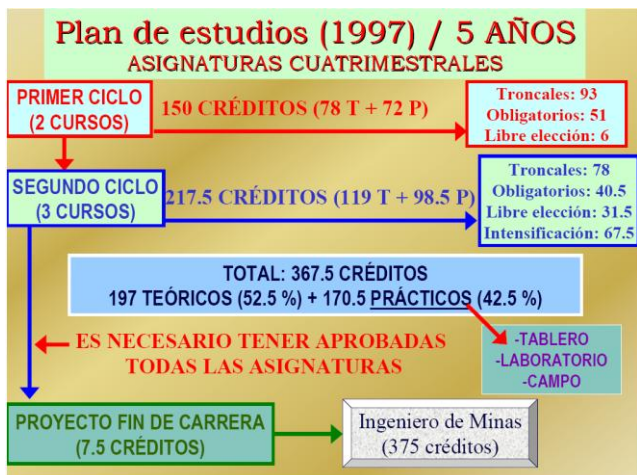 Plan de estudios (1997) / 5 AÑOS
ASIGNATURAS CUATRIMESTRALES
PRIMER CICLO
(2 CURSOS)
150 CRÉDITOS (78 T + 72 P)
Troncales: 93
Obligatorios: 51
Libre elección: 6
SEGUNDO CICLO
(3 CURSOS)
217.5 CRÉDITOS (119 T + 98.5 P)
Troncales: 78
Obligatorios: 40.5
Libre elección: 31.5
Intensificación: 67.5
TOTAL: 367.5 CRÉDITOS
197 TEÓRICOS (52.5 %) + 170.5 PRÁCTICOS (42.5 %)
ES NECESARIO TENER APROBADAS
TODAS LAS ASIGNATURAS
-TABLERO
-LABORATORIO
-CAMPO
PROYECTO FIN DE CARRERA
(7.5 CRÉDITOS)
Ingeniero de Minas
(375 créditos)